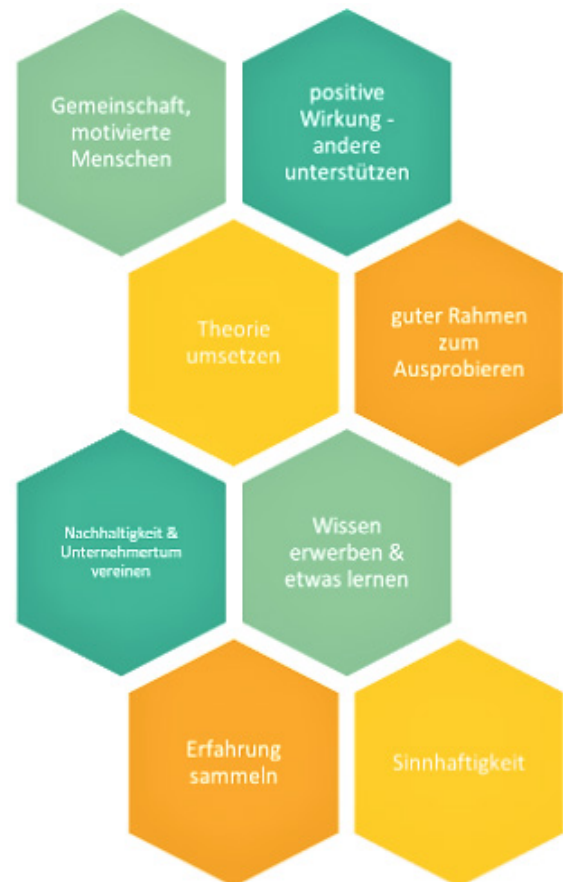 Gemeinschaft,
motivierte
Menschen
positive
Wirkung -
andere
unterstützen
Theorie
umsetzen
guter Rahmen
zum
Ausprobieren
Nachhaltigkeit &
Unternehmertum
vereinen
Wissen
erwerben &
etwas lernen
Erfahrung
sammeln
Sinnhaftigkeit